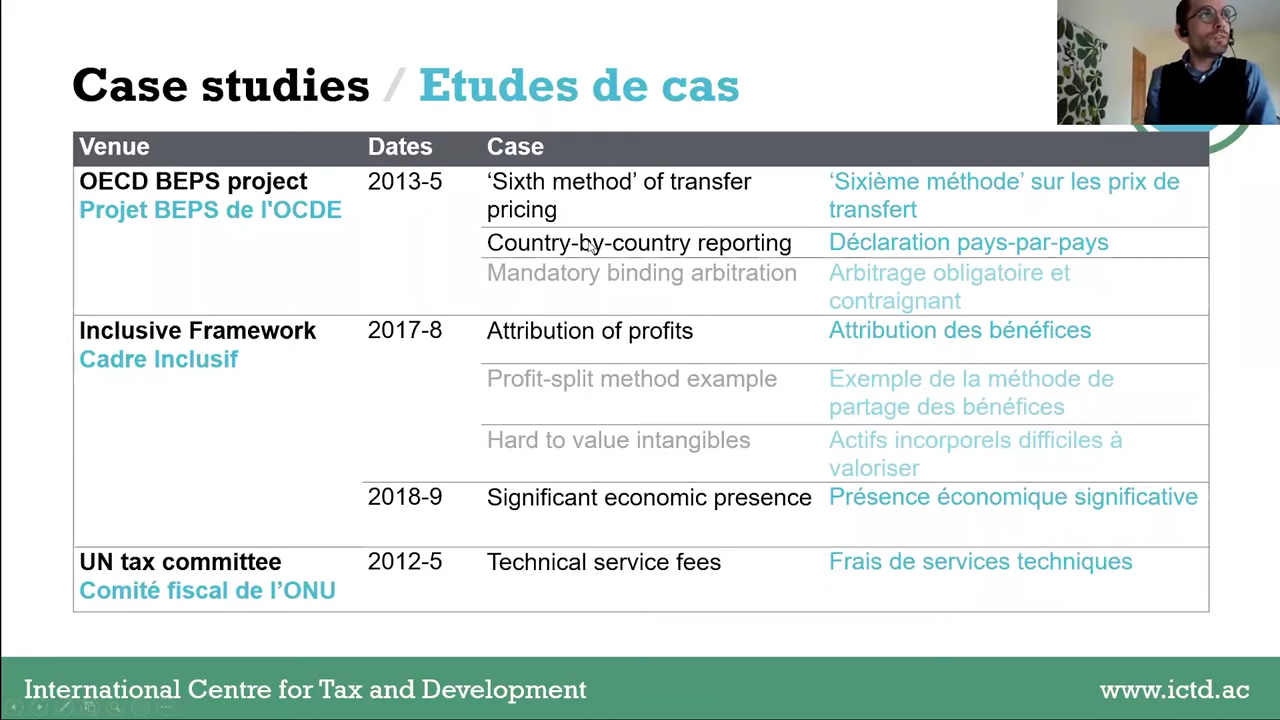 Case studies / Etudes de cas
Venue Dates Case
OECD BEPS project 2013-5 ‘Sixth method’ of transfer ‘Sixième méthode’ sur les prix de
Projet BEPS de l'OCDE pricing transfert
Country-by-country reporting Déclaration pays-par-pays
Mandatory binding arbitration Arbitrage obligatoire et
contraignant
Inclusive Framework 2017-8 Attribution of profits Attribution des bénéfices
Cadre Inclusif
Profit-split method example Exemple de la méthode de
partage des bénéfices
Hard to value intangibles Actifs incorporels difficiles à
valoriser
2018-9 Significant economic presence Présence économique significative
UN tax committee 2012-5 Technical service fees Frais de services techniques
Comité fiscal de l’ONU
International Centre for Tax and Development www.ictd.ac